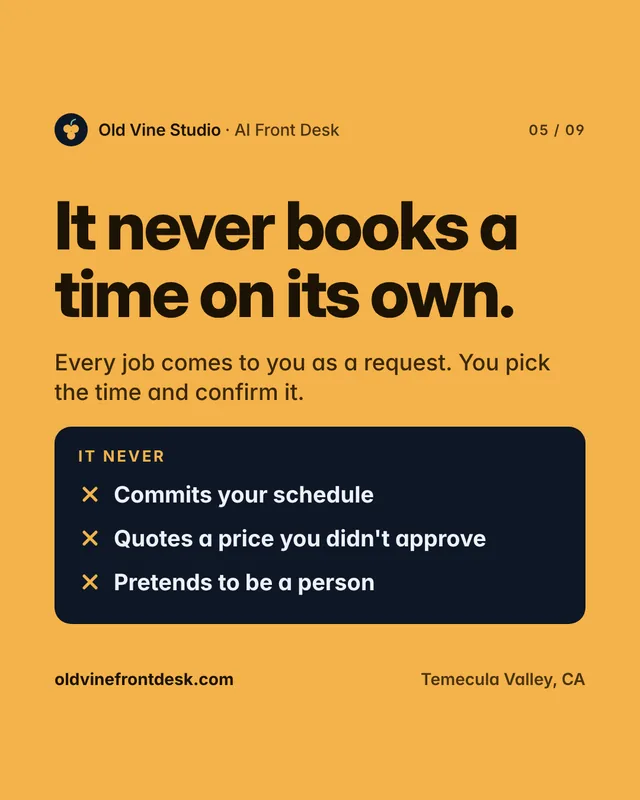 Old Vine Studio · AI Front Desk
05 / 09
It never books a
time on its own.
Every job comes to you as a request. You pick
the time and confirm it.
IT NEVER
Commits your schedule
Quotes a price you didn't approve
Pretends to be a person
oldvinefrontdesk.com
Temecula Valley, CA